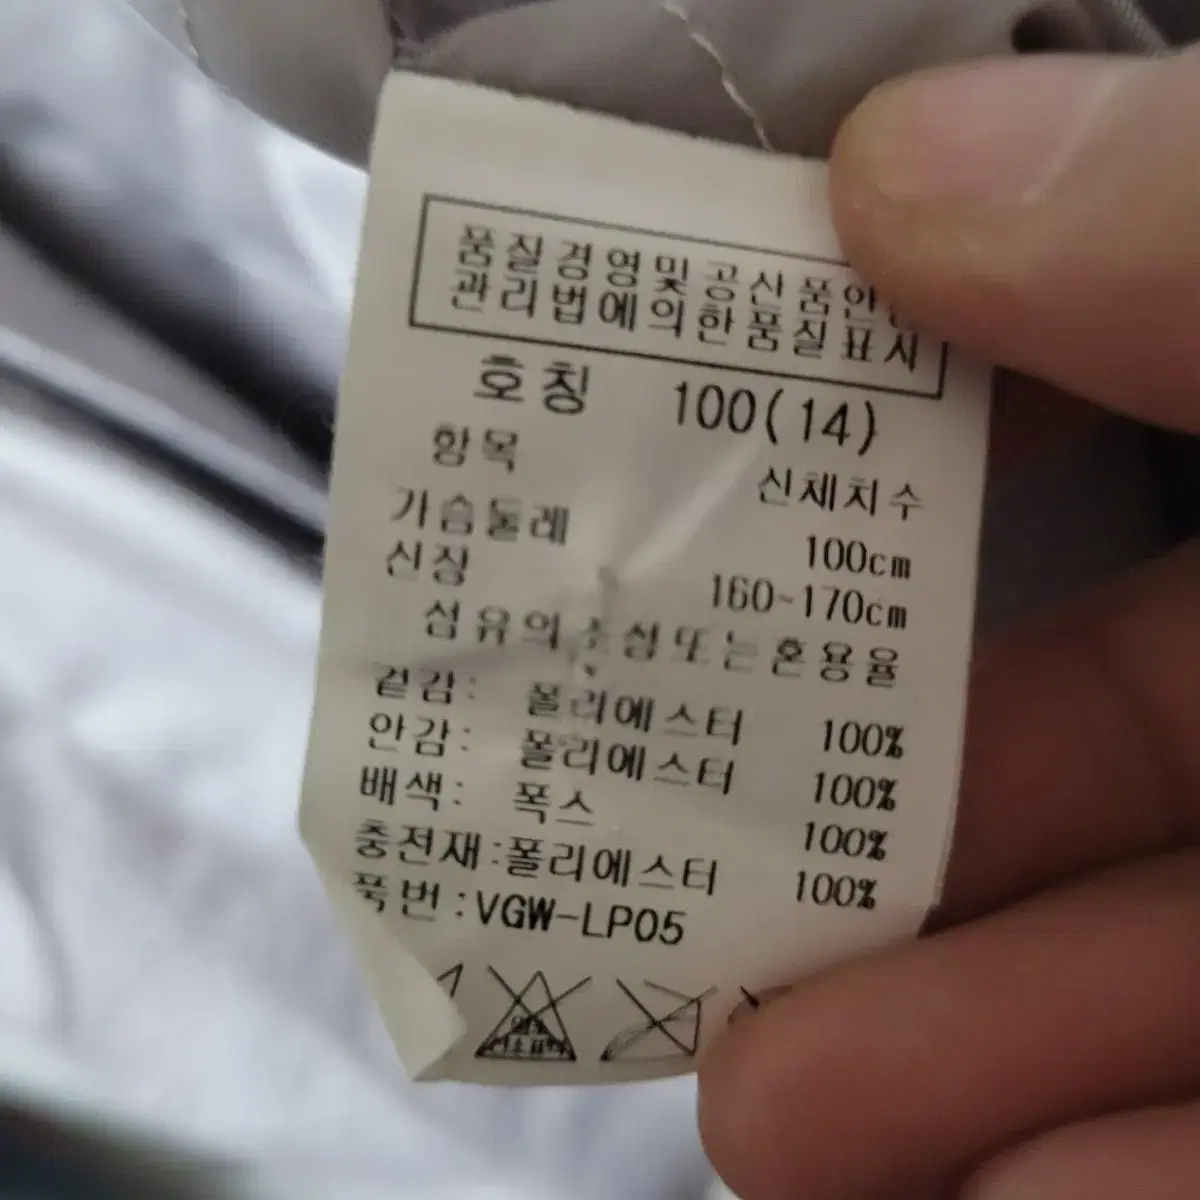 품질경영및공산품안전
관리법에의한품질표시
호칭 100(14)
항목 신체치수
가슴둘레 100cm
신장 160~170cm
섬유의조성또는혼용율
겉감: 폴리에스터 100%
안감: 폴리에스터 100%
배색: 폭스 100%
충전재:폴리에스터 100%
품번:VGW-LP05